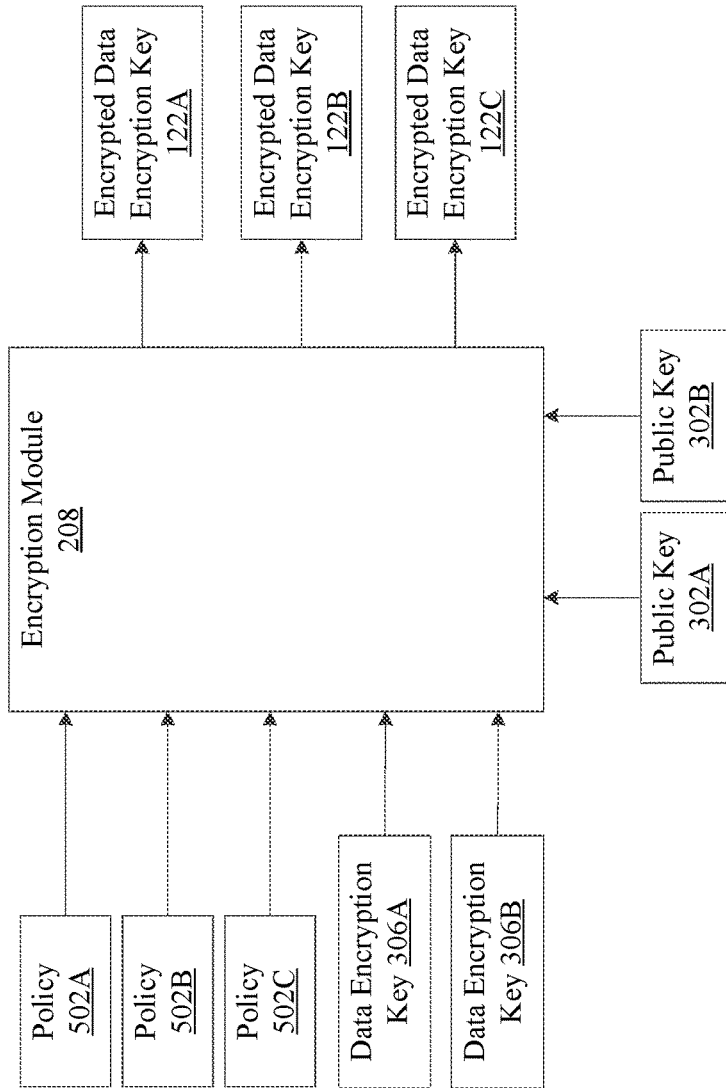 Policy
502A
Policy
502B
Policy
502C
Data Encryption
Key 306A
Data Encryption
Key 306B
Encryption Module
208
Public Key
302A
Public Key
302B
Encrypted Data
Encryption Key
122A
Encrypted Data
Encryption Key
122B
Encrypted Data
Encryption Key
122C